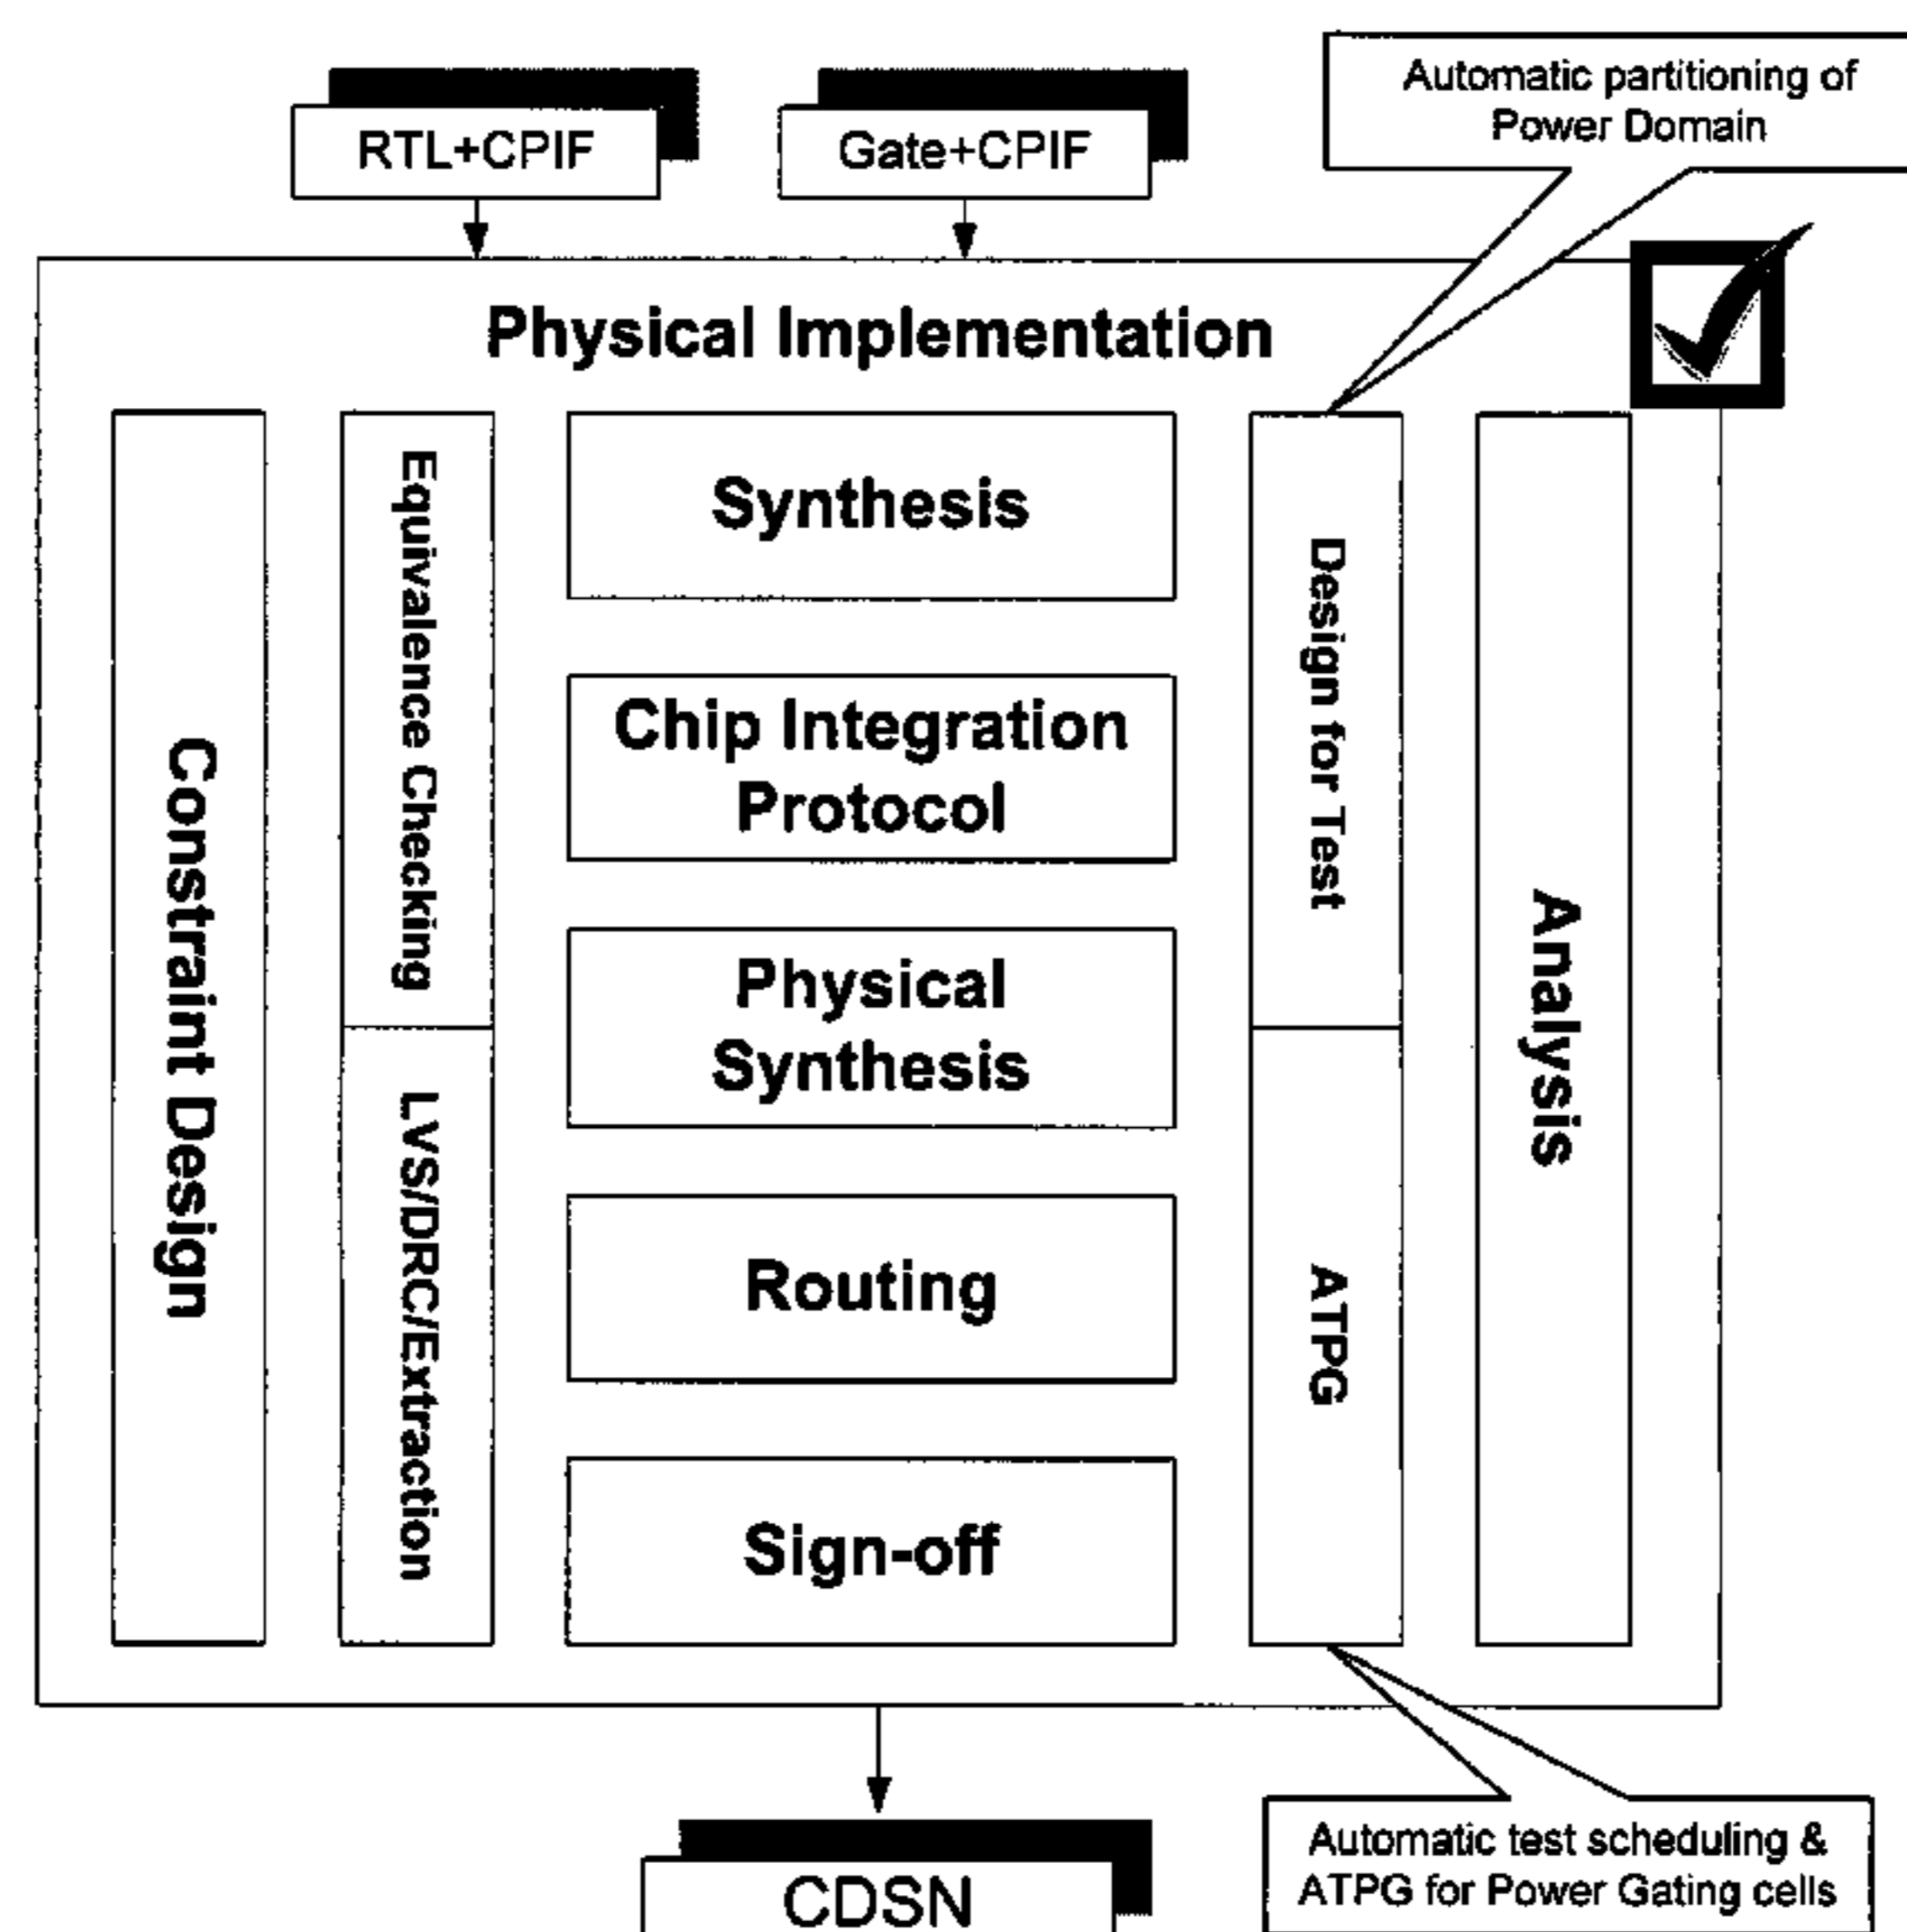 Automatic partitioning of
Power Domain
RTL+CPIF
Gate+CPIF
Physical Implementation
Constraint Design
Equivalence Checking
LVS/DRC/Extraction
Synthesis
Chip Integration
Protocol
Physical
Synthesis
Routing
Sign-off
Design for Test
ATPG
Analysis
CDSN
Automatic test scheduling &
ATPG for Power Gating cells